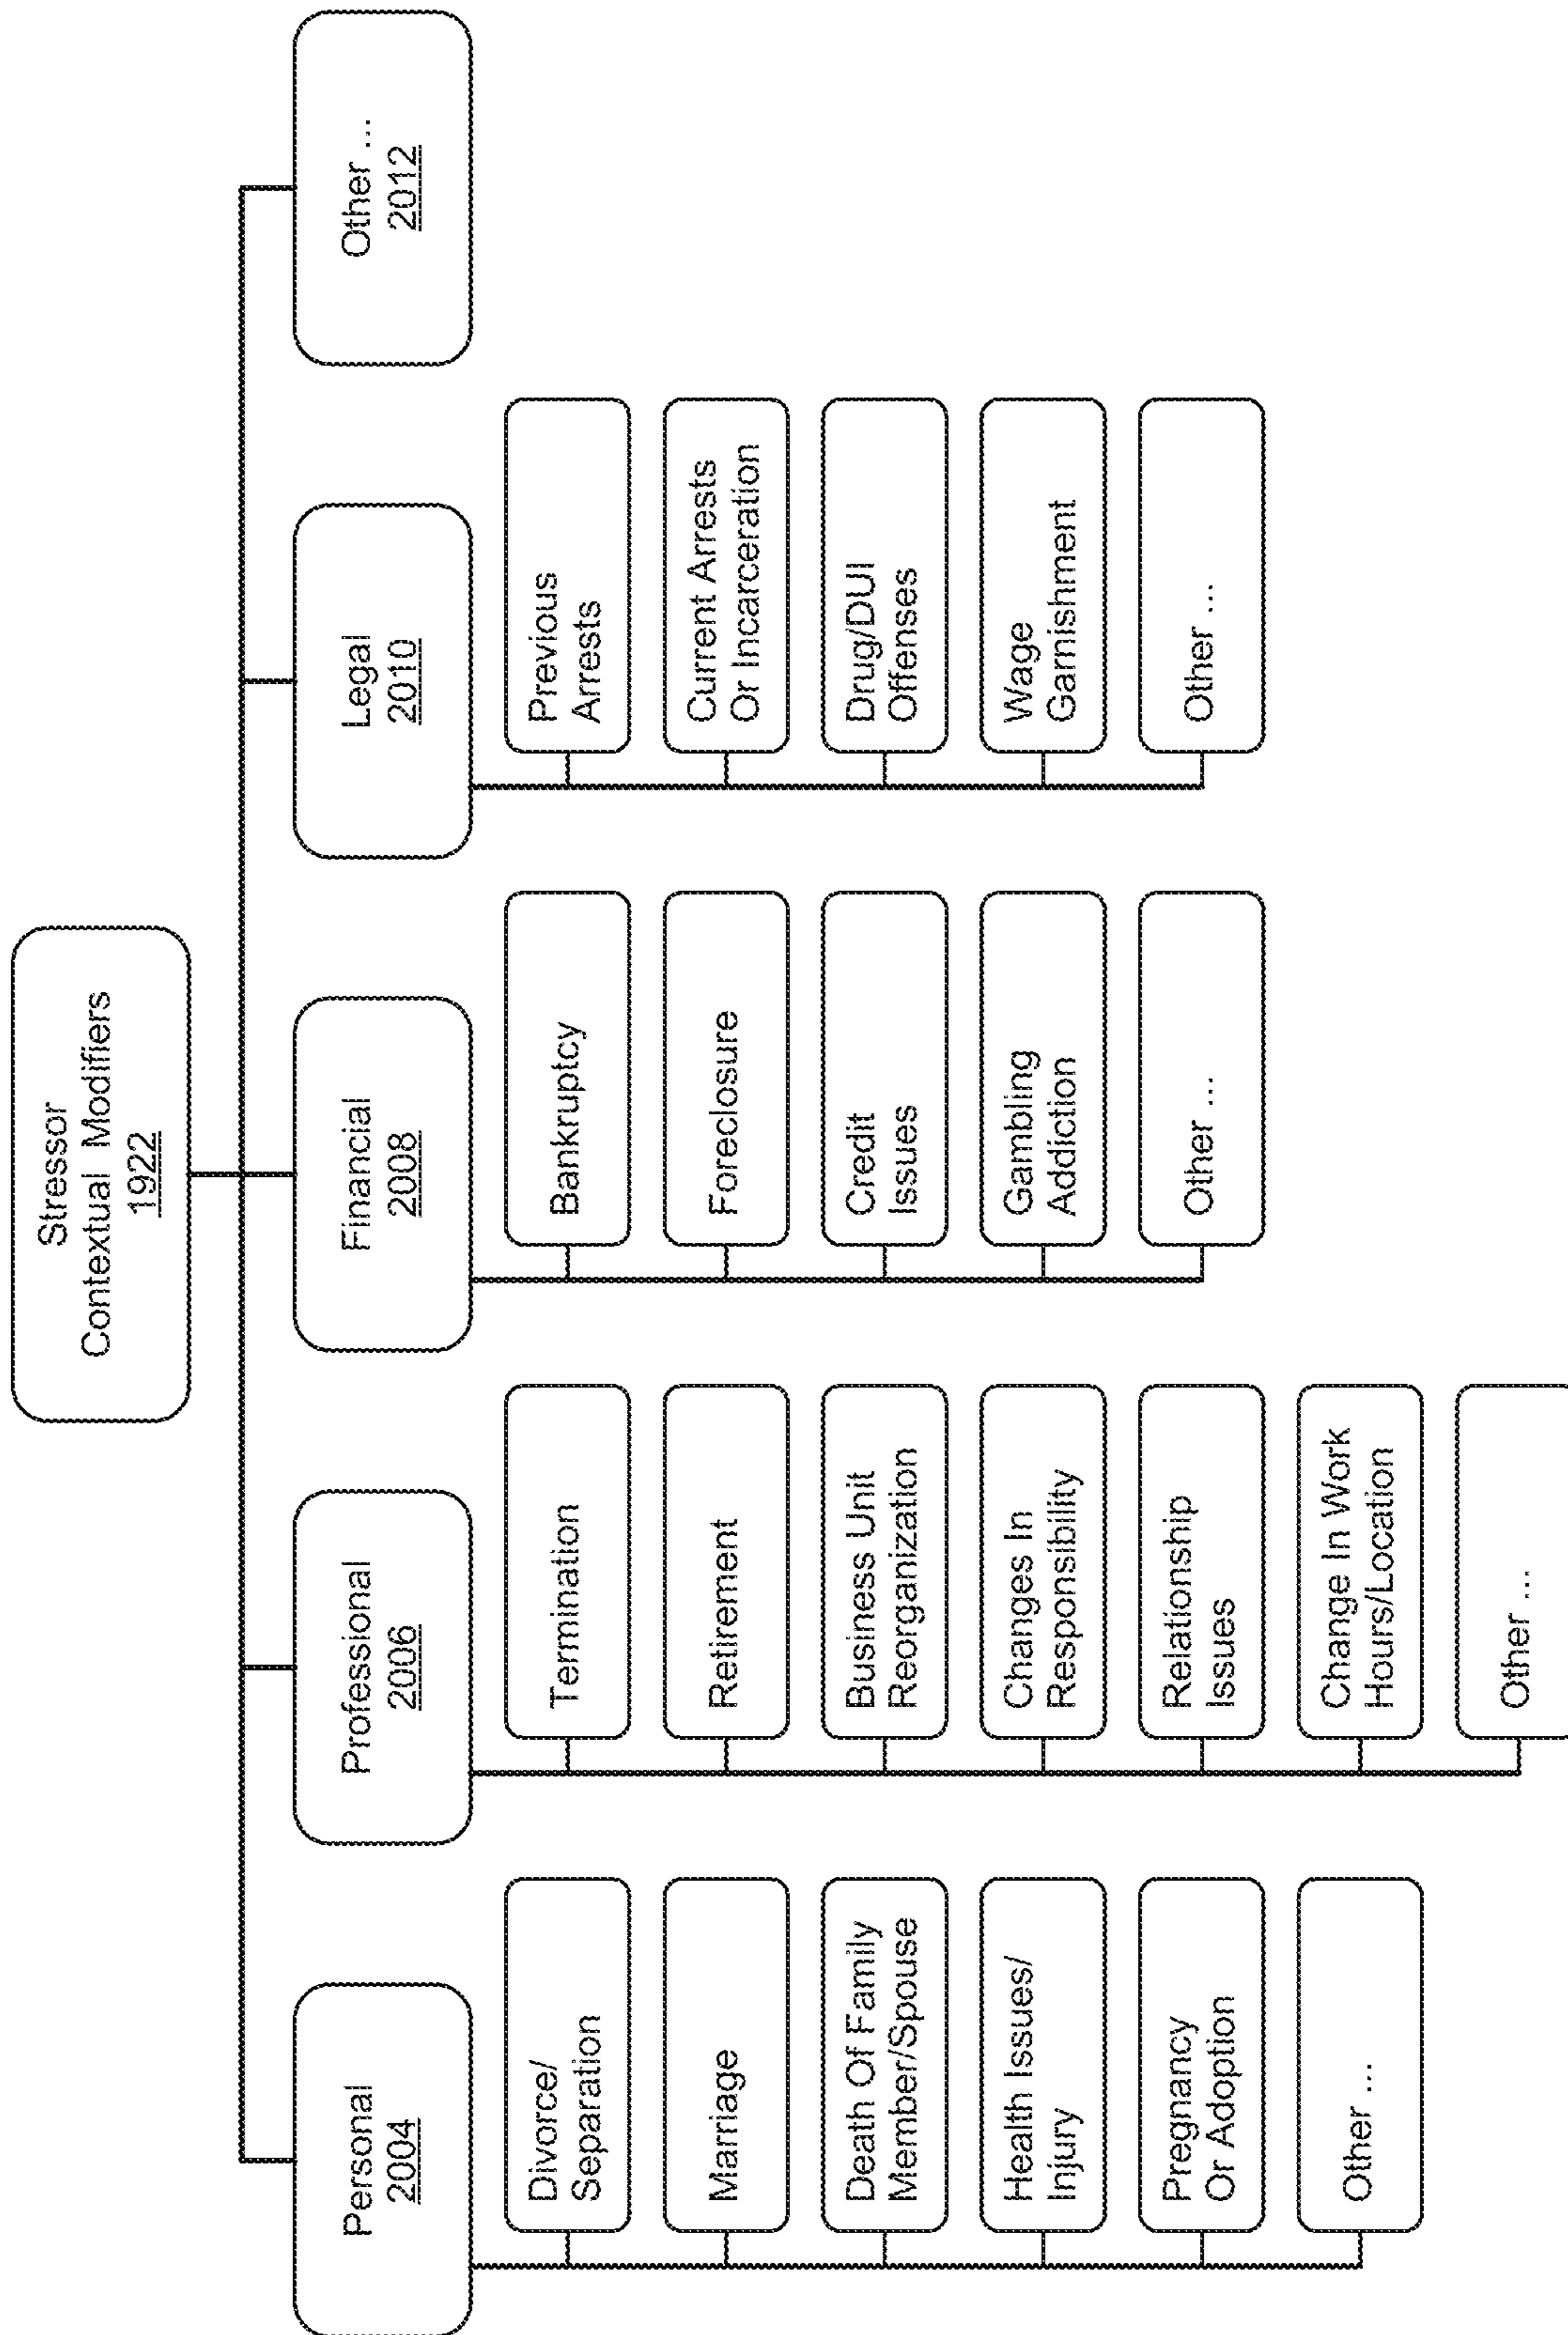 Stressor
Contextual Modifiers
1922
Personal
2004
Divorce/
Separation
Marriage
Death Of Family
Member/Spouse
Health Issues/
Injury
Pregnancy
Or Adoption
Other ...
Professional
2006
Termination
Retirement
Business Unit
Reorganization
Changes In
Responsibility
Relationship
Issues
Change In Work
Hours/Location
Other ...
Financial
2008
Bankruptcy
Foreclosure
Credit
Issues
Gambling
Addiction
Other ...
Legal
2010
Previous
Arrests
Current Arrests
Or Incarceration
Drug/DUI
Offenses
Wage
Garnishment
Other ...
Other ...
2012